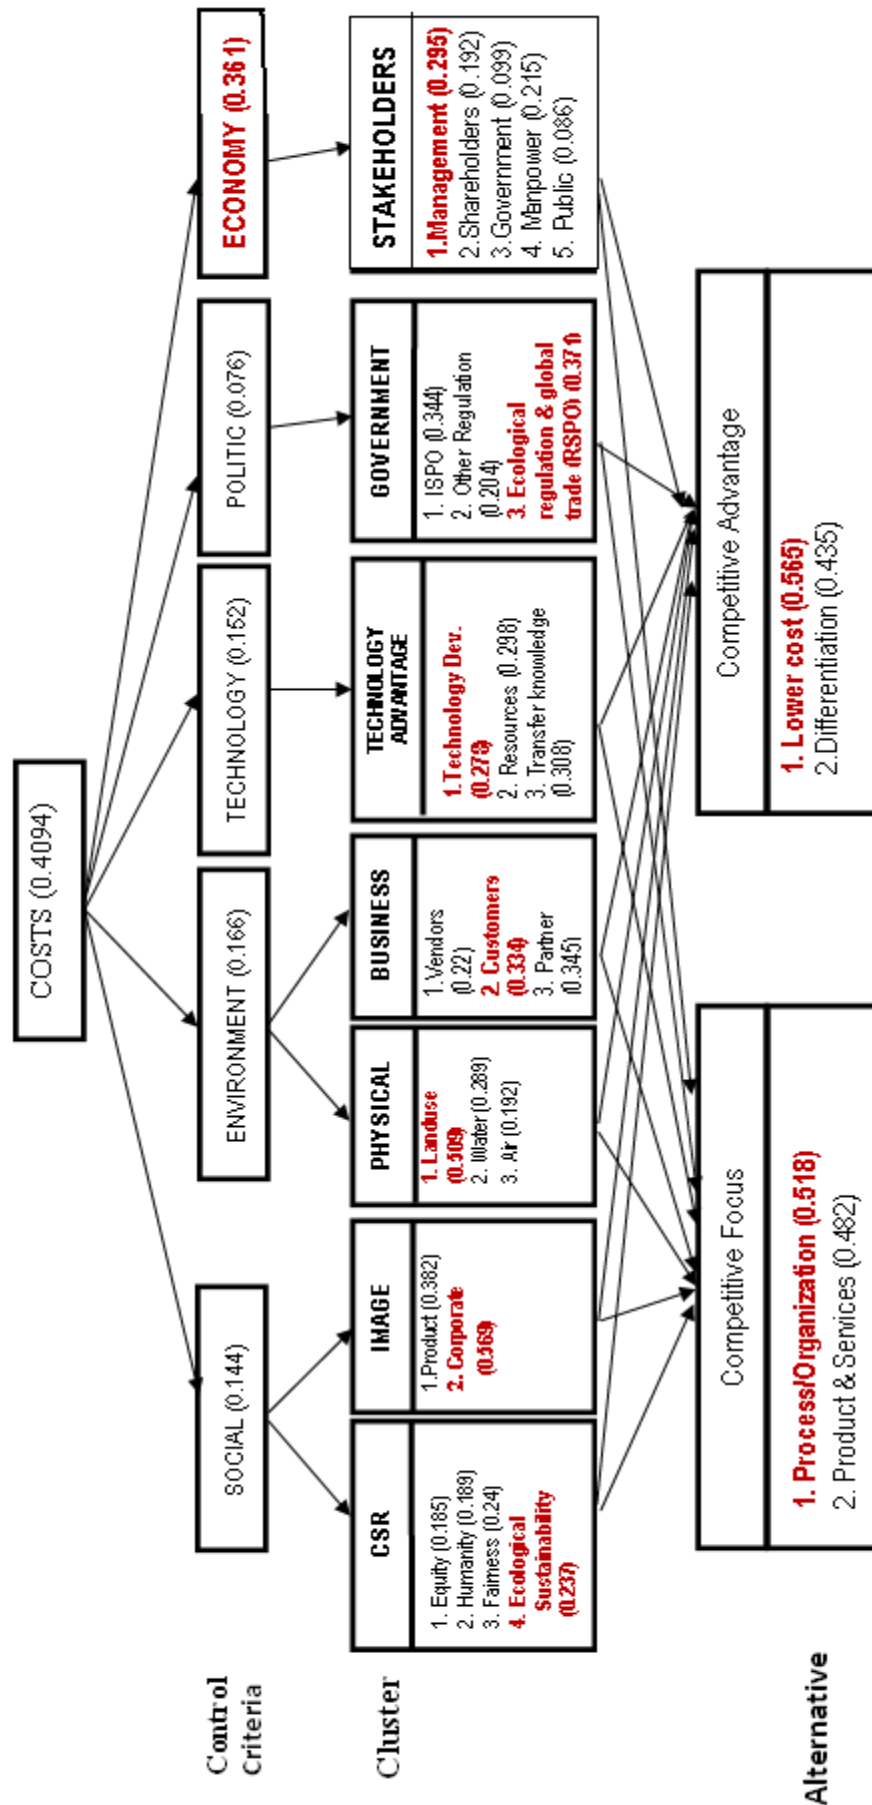 COSTS (0.4094)
Control
Criteria
SOCIAL (0.144)
ENVIRONMENT (0.166)
TECHNOLOGY (0.152)
POLITIC (0.076)
ECONOMY (0.361)
Cluster
CSR
1. Equity (0.185)
2. Humanity (0.189)
3. Fairness (0.24)
4. Ecological
Sustainability
(0.237)
IMAGE
1.Product (0.382)
2. Corporate
(0.569)
PHYSICAL
1. Landuse
(0.509)
2. Water (0.289)
3. Air (0.192)
BUSINESS
1.Vendors
(0.22)
2. Customers
(0.334)
3. Partner
(0.345)
TECHNOLOGY
ADVANTAGE
1.Technology Dev.
(0.278)
2. Resources (0.298)
3. Transfer knowledge
(0.308)
GOVERNMENT
1. ISPO (0.344)
2. Other Regulation
(0.204)
3. Ecological
regulation & global
trade (RSPO) (0.371)
STAKEHOLDERS
1.Management (0.295)
2.Shareholders (0.192)
3.Government (0.099)
4. Manpower (0.215)
5. Public (0.086)
Alternative
Competitive Focus
1. Process/Organization (0.518)
2. Product & Services (0.482)
Competitive Advantage
1. Lower cost (0.565)
2.Differentiation (0.435)